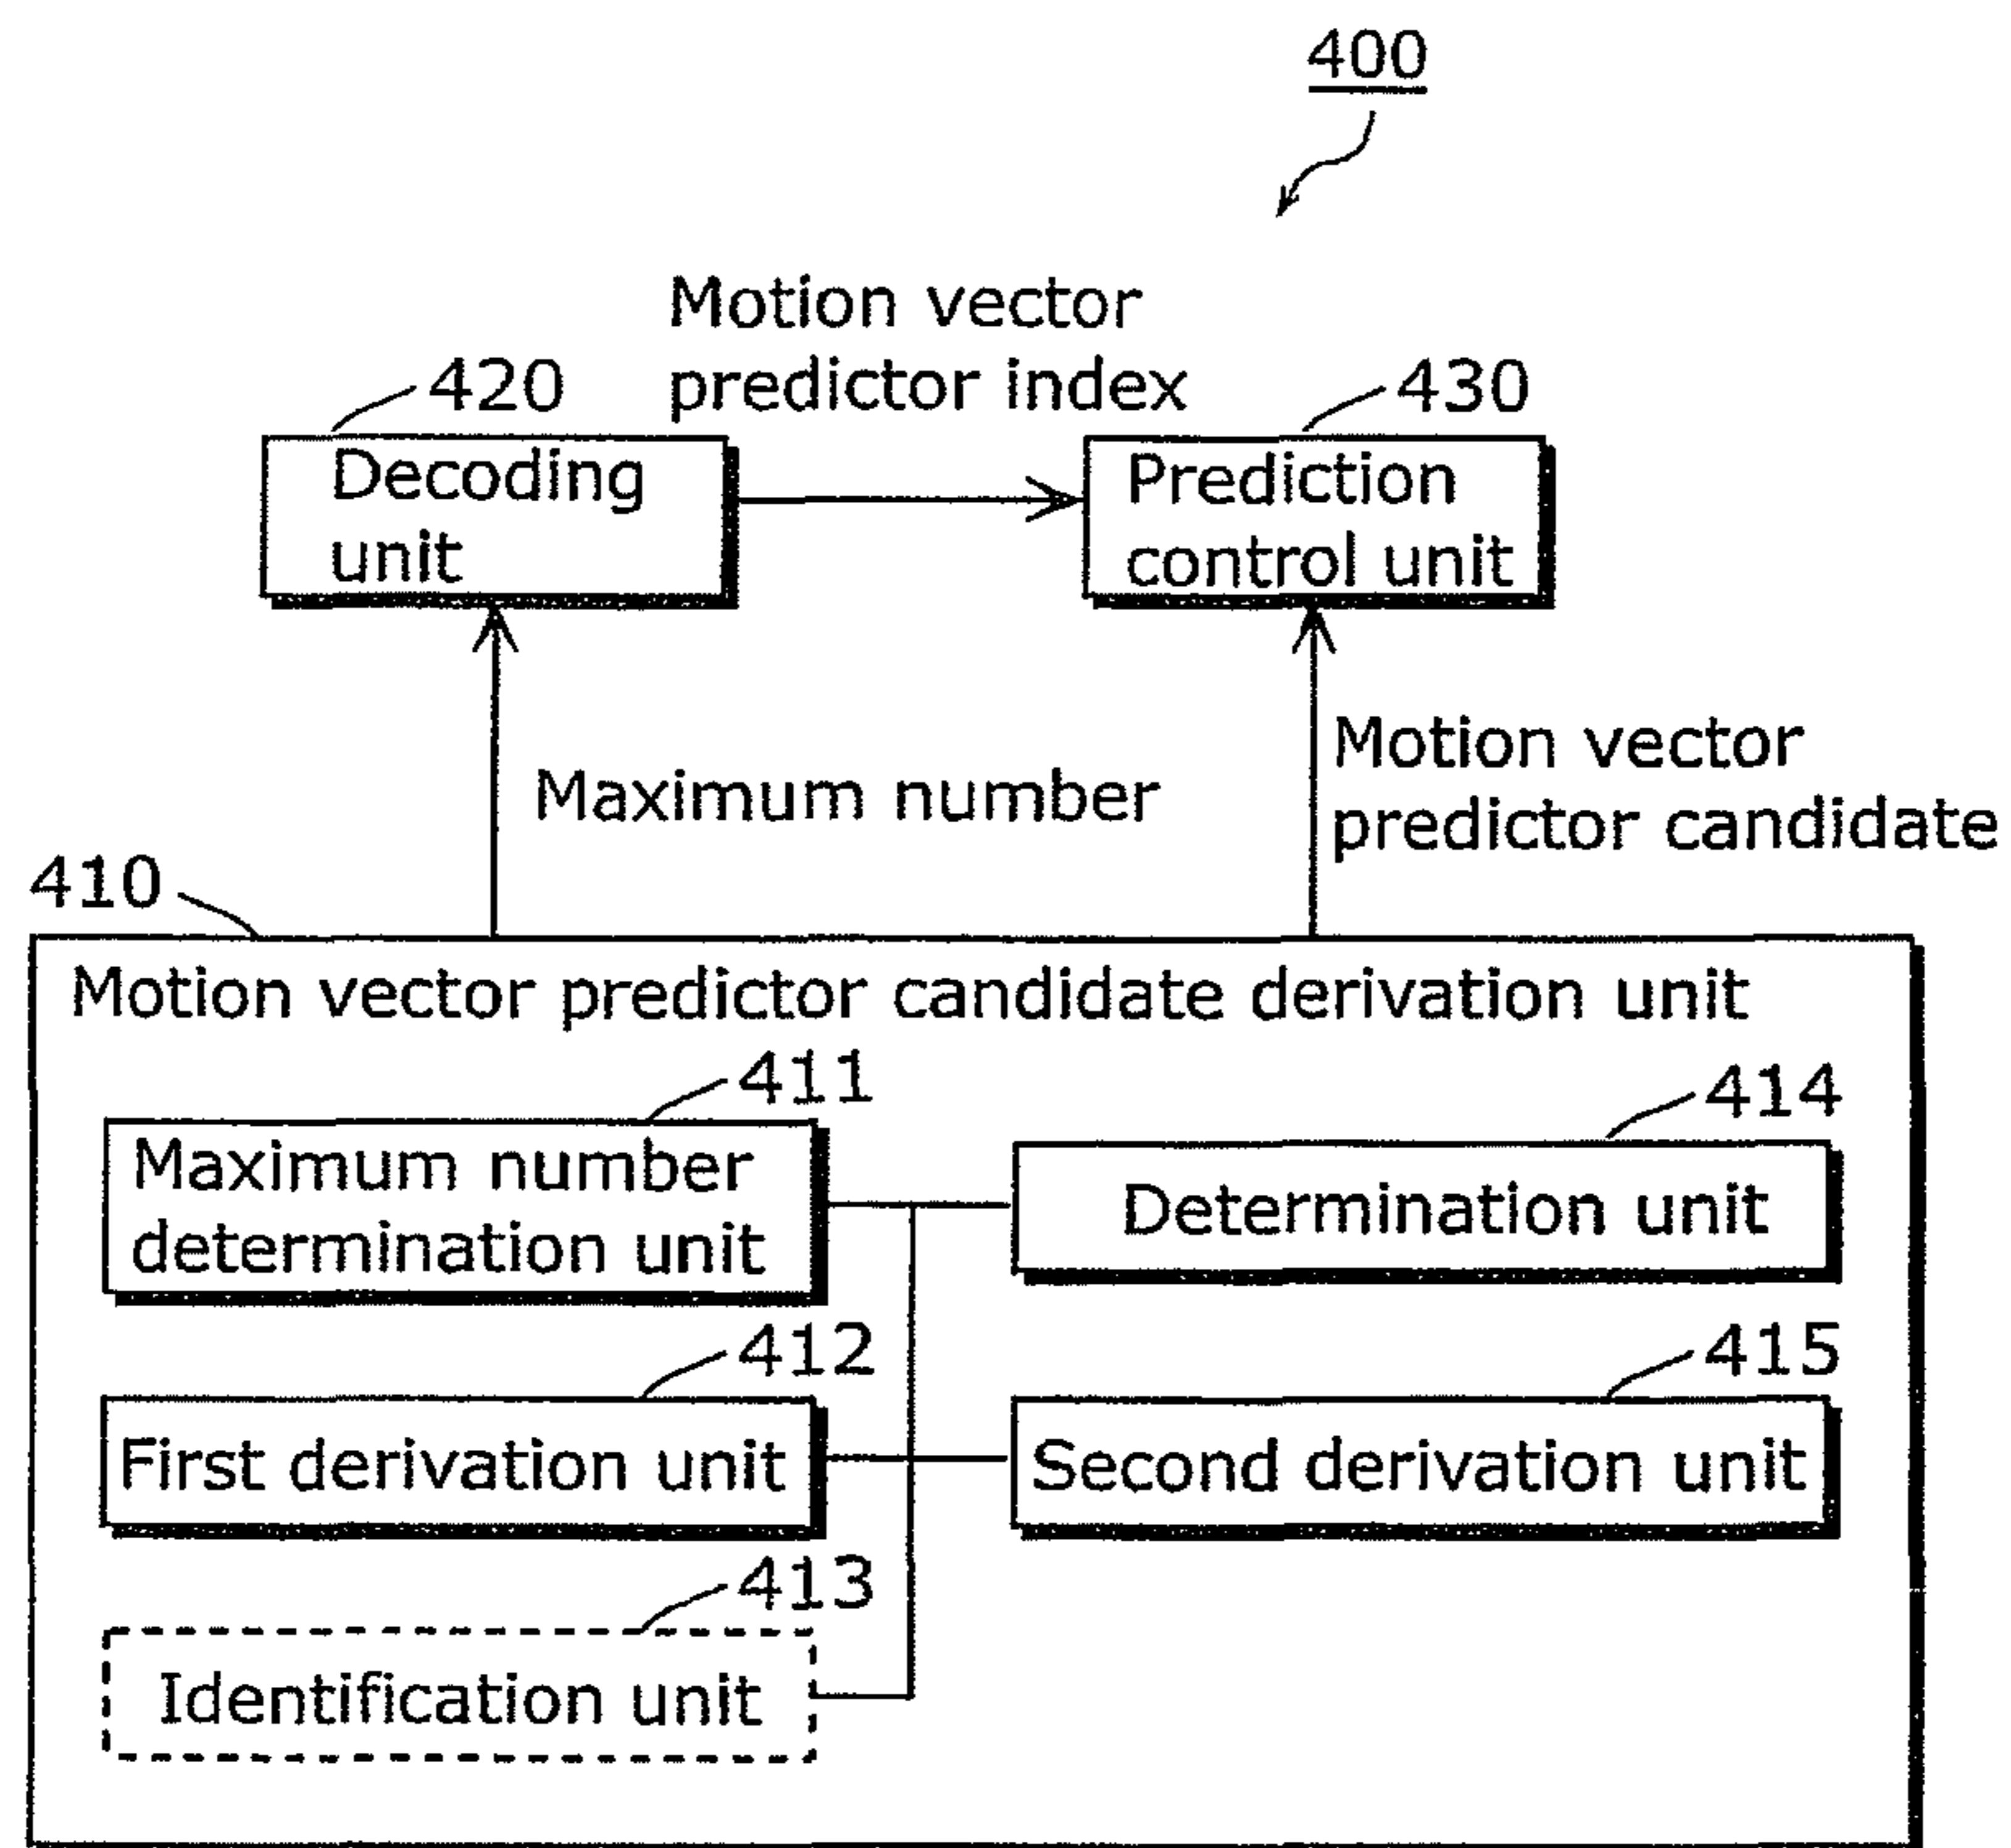 400
Motion vector
predictor index
420
430
Decoding
unit
Prediction
control unit
Maximum number
Motion vector
predictor candidate
410
Motion vector predictor candidate derivation unit
411
Maximum number
determination unit
414
Determination unit
412
First derivation unit
415
Second derivation unit
413
Identification unit